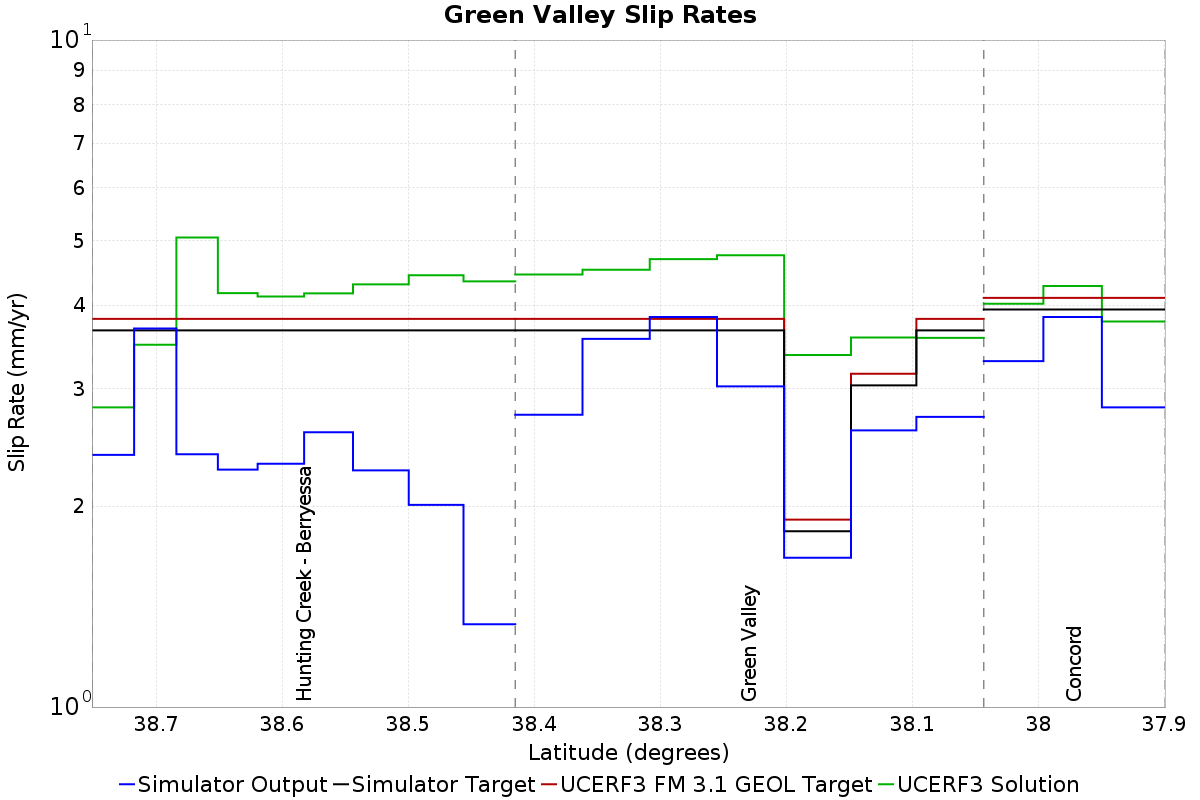 Green Valley Slip Rates
10^1
9
8
7
6
5
4
3
2
10^0
Slip Rate (mm/yr)
Hunting Creek - Berryessa
Green Valley
Concord
38.7 38.6 38.5 38.4 38.3 38.2 38.1 38 37.9
Latitude (degrees)
Simulator Output Simulator Target UCERF3 FM 3.1 GEOL Target UCERF3 Solution